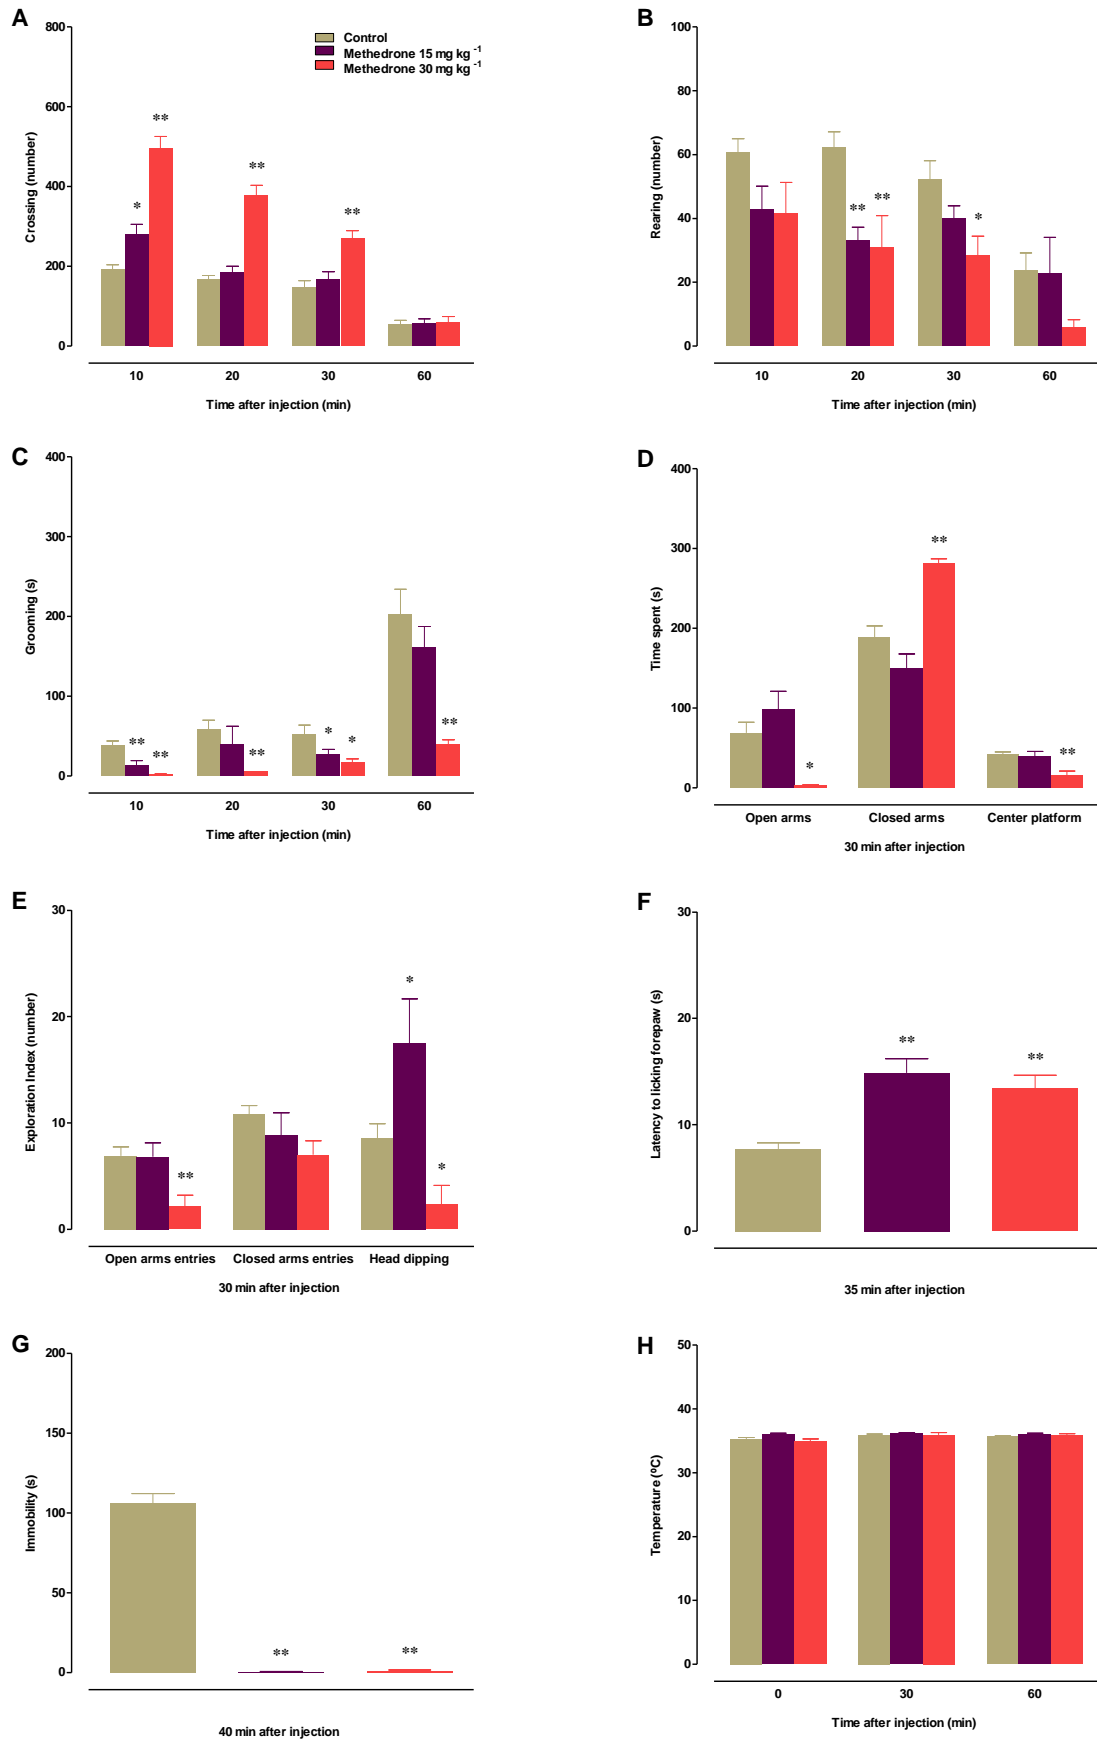 A
800
600
400
200
0
Crossing (number)
Control
Methedrone 15 mg kg -1
Methedrone 30 mg kg -1
*
**
**
**
10 20 30 60
Time after injection (min)
B
100
80
60
40
20
0
Rearing (number)
**
**
*
10 20 30 60
Time after injection (min)
C
400
300
200
100
0
Grooming (s)
**
**
**
*
*
**
10 20 30 60
Time after injection (min)
D
400
300
200
100
0
Time spent (s)
*
**
**
Open arms Closed arms Center platform
30 min after injection
E
30
20
10
0
Exploration Index (number)
**
*
*
Open arms entries Closed arms entries Head dipping
30 min after injection
F
30
20
10
0
Latency to licking forepaw (s)
**
**
35 min after injection
G
200
150
100
50
0
Immobility (s)
**
**
40 min after injection
H
50
40
30
20
10
0
Temperature (ºC)
0 30 60
Time after injection (min)